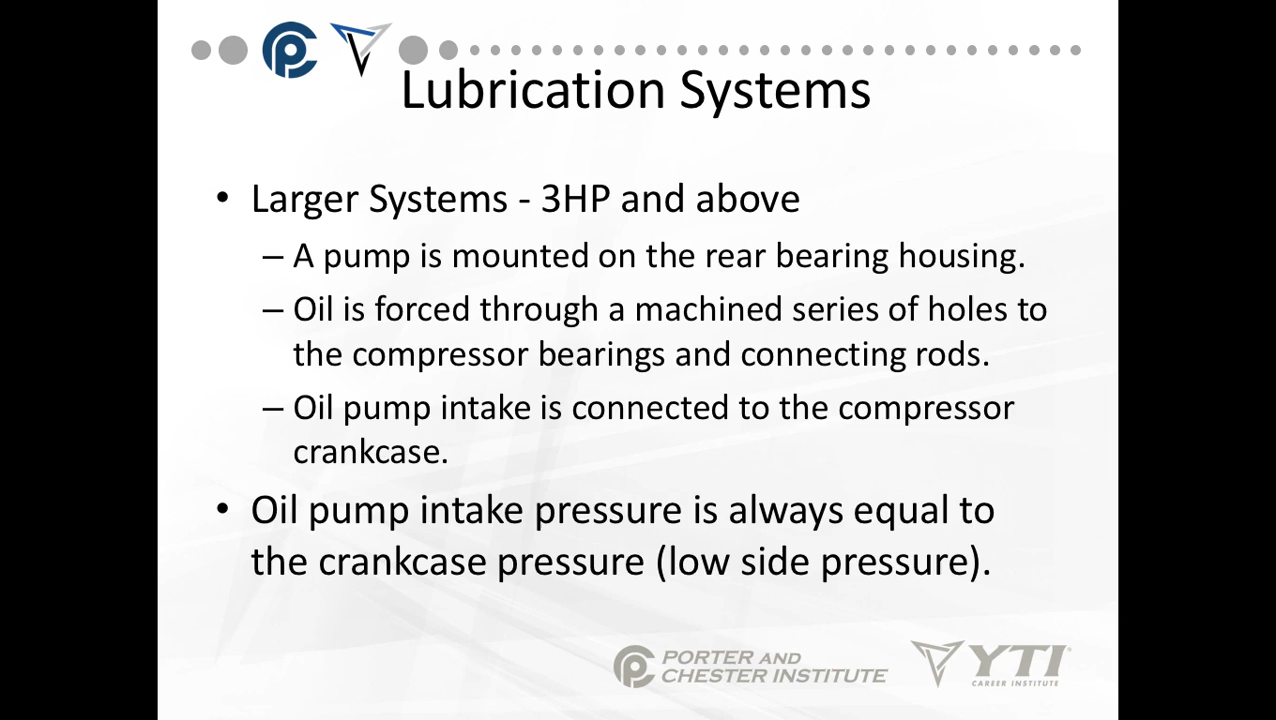 Lubrication Systems
• Larger Systems - 3HP and above
– A pump is mounted on the rear bearing housing.
– Oil is forced through a machined series of holes to
the compressor bearings and connecting rods.
– Oil pump intake is connected to the compressor
crankcase.
• Oil pump intake pressure is always equal to
the crankcase pressure (low side pressure).
PORTER AND
CHESTER INSTITUTE
YTI®
CAREER INSTITUTE